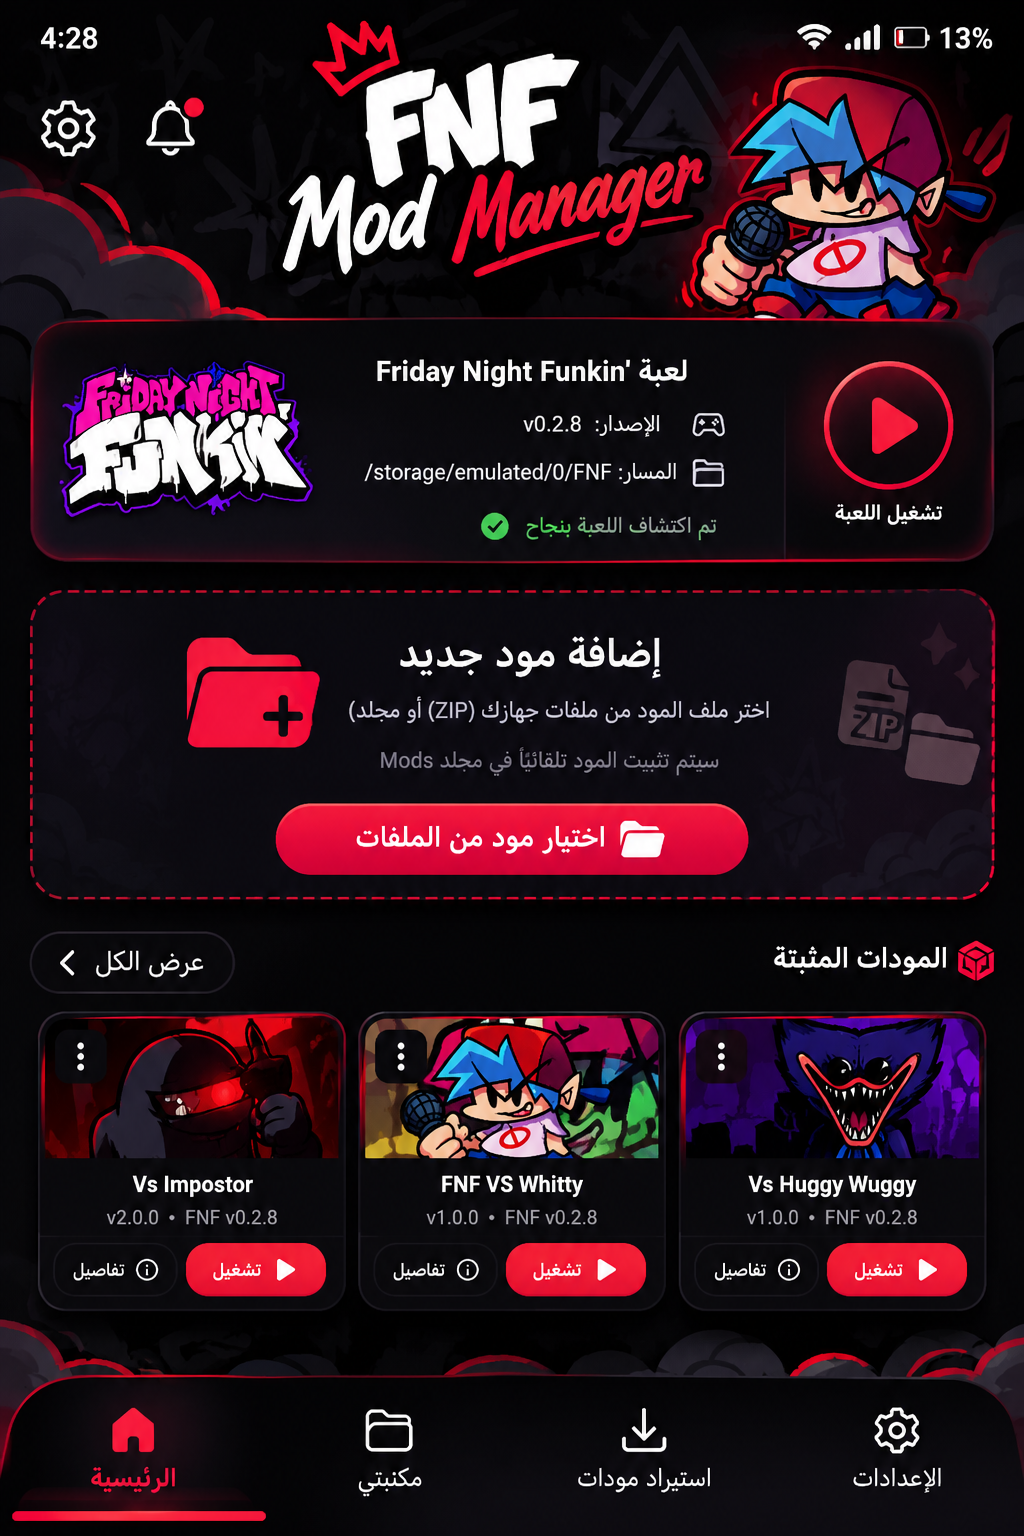 4:28
13%
FNF
Mod Manager
FRIDAY NIGHT
FUNKIN'
لعبة Friday Night Funkin'
الإصدار: v0.2.8
المسار: /storage/emulated/0/FNF
تم اكتشاف اللعبة بنجاح
تشغيل اللعبة
إضافة مود جديد
اختر ملف المود من ملفات جهازك (ZIP) أو مجلد)
سيتم تثبيت المود تلقائيًا في مجلد Mods
ZIP
اختيار مود من الملفات
المودات المثبتة
عرض الكل
Vs Impostor
v2.0.0 • FNF v0.2.8
تفاصيل
تشغيل
FNF VS Whitty
v1.0.0 • FNF v0.2.8
تفاصيل
تشغيل
Vs Huggy Wuggy
v1.0.0 • FNF v0.2.8
تفاصيل
تشغيل
الرئيسية
مكنبتي
استيراد مودات
الإعدادات